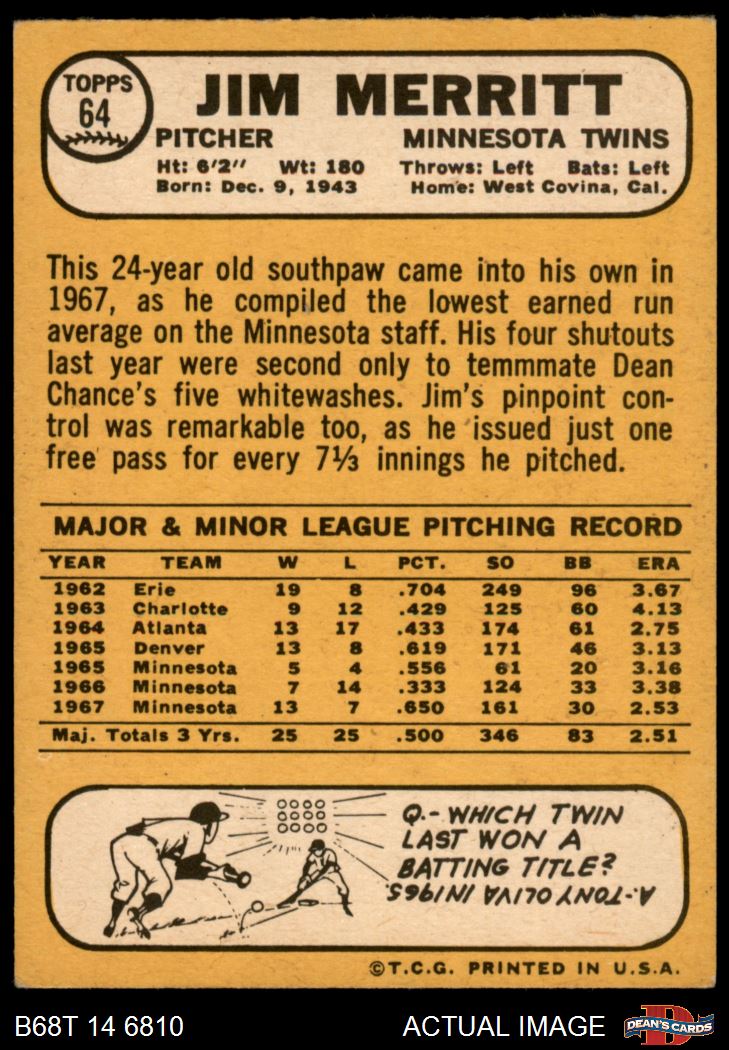 TOPPS
64
JIM MERRITT
PITCHER MINNESOTA TWINS
Ht: 6'2" Wt: 180 Throws: Left Bats: Left
Born: Dec. 9, 1943 Home: West Covina, Cal.
This 24-year old southpaw came into his own in
1967, as he compiled the lowest earned run
average on the Minnesota staff. His four shutouts
last year were second only to temmmate Dean
Chance's five whitewashes. Jim's pinpoint con-
trol was remarkable too, as he issued just one
free pass for every 7⅓ innings he pitched.
MAJOR & MINOR LEAGUE PITCHING RECORD
YEAR TEAM W L PCT. SO BB ERA
1962 Erie 19 8 .704 249 96 3.67
1963 Charlotte 9 12 .429 125 60 4.13
1964 Atlanta 13 17 .433 174 61 2.75
1965 Denver 13 8 .619 171 46 3.13
1965 Minnesota 5 4 .556 61 20 3.16
1966 Minnesota 7 14 .333 124 33 3.38
1967 Minnesota 13 7 .650 161 30 2.53
Maj. Totals 3 Yrs. 25 25 .500 346 83 2.51
Q.- WHICH TWIN
LAST WON A
BATTING TITLE?
A.-TONY OLIVA IN 1965
©T.C.G. PRINTED IN U.S.A.
B68T 14 6810 ACTUAL IMAGE DEAN'S CARDS